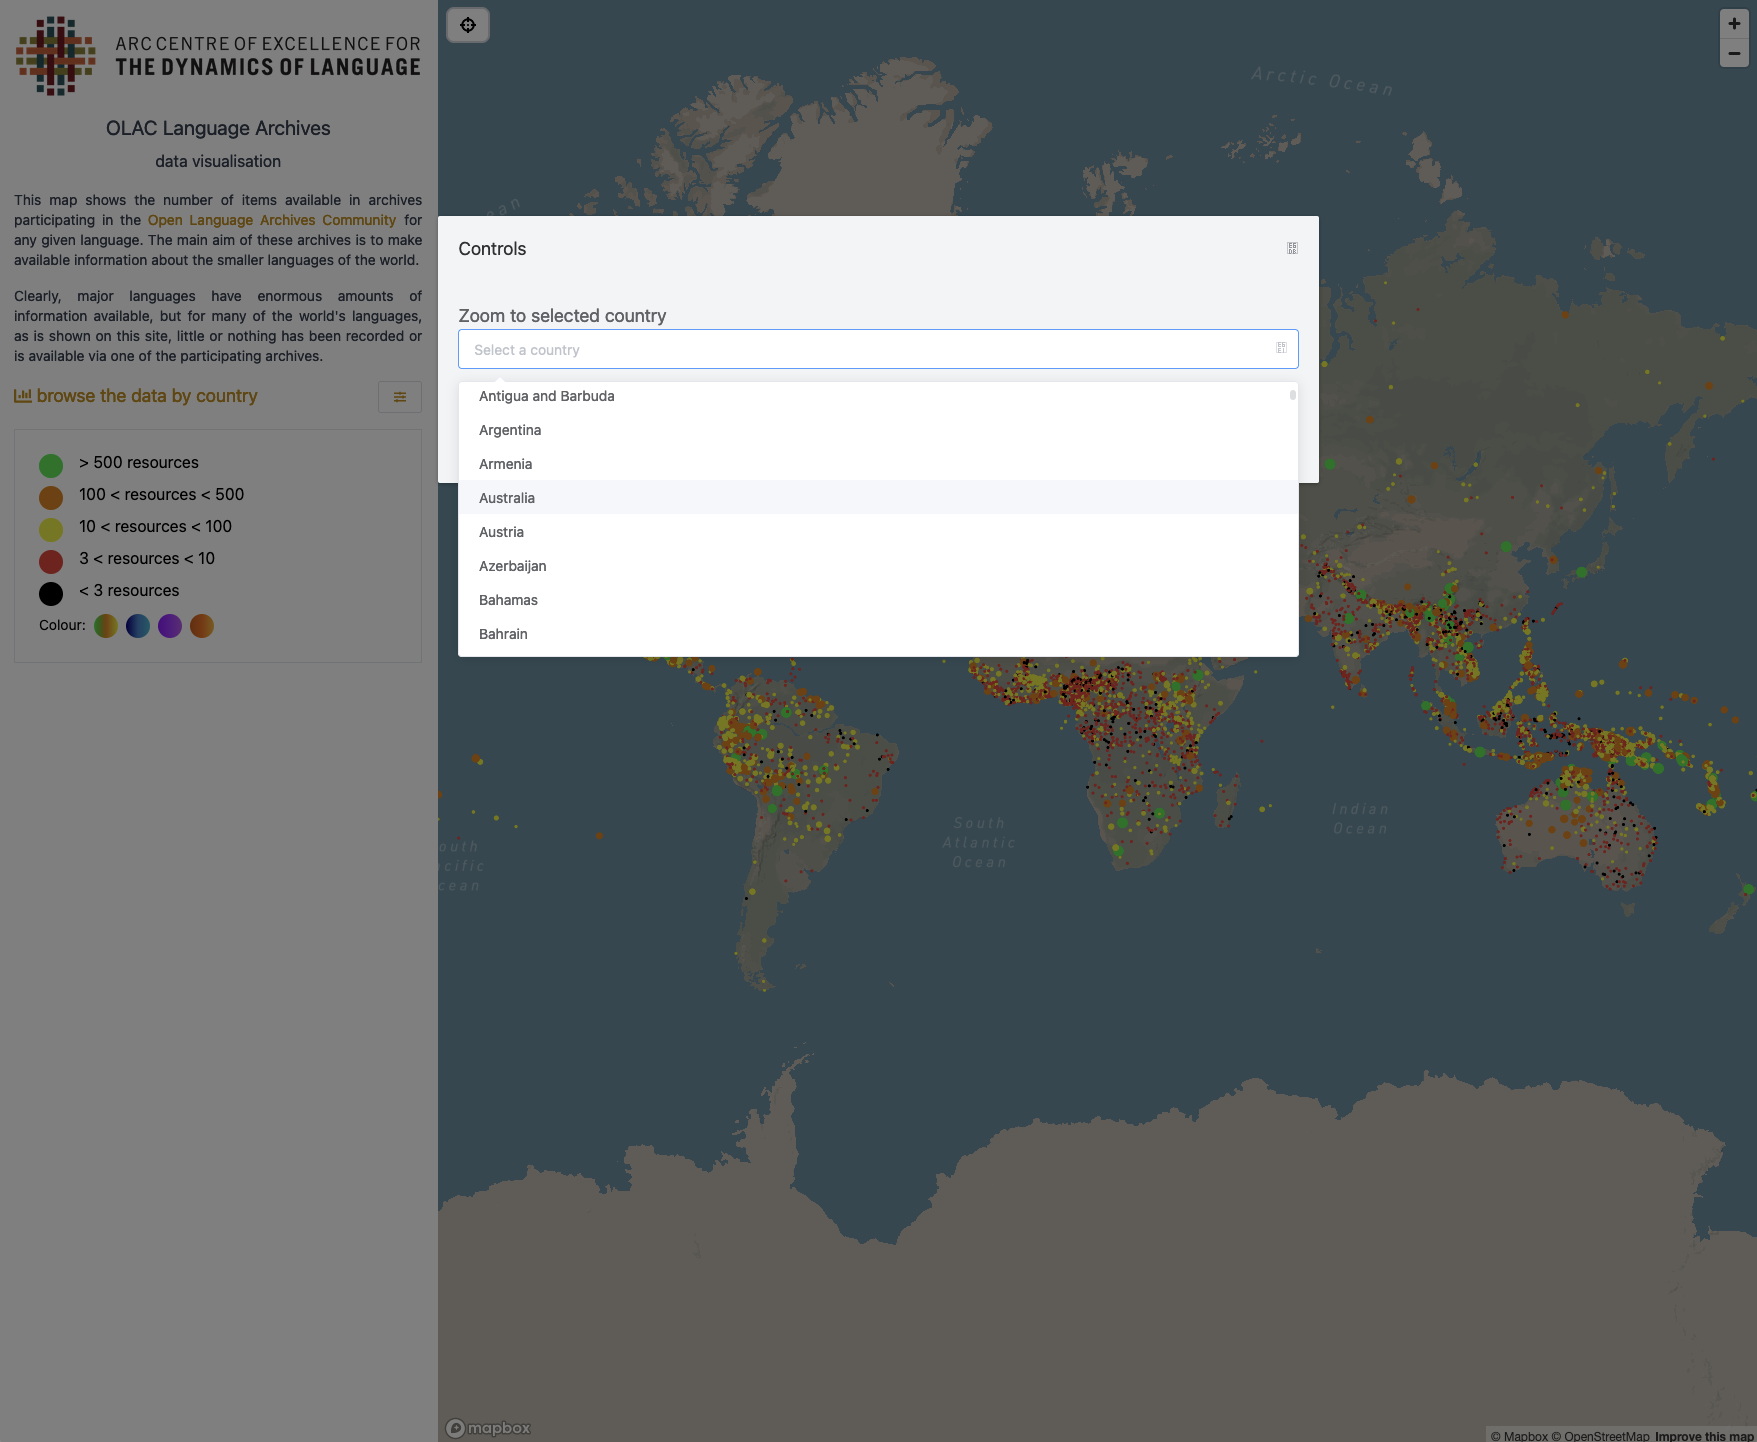 ARC CENTRE OF EXCELLENCE FOR
THE DYNAMICS OF LANGUAGE
OLAC Language Archives
data visualisation
This map shows the number of items available in archives
participating in the Open Language Archives Community for
any given language. The main aim of these archives is to make
available information about the smaller languages of the world.
Clearly, major languages have enormous amounts of
information available, but for many of the world's languages,
as is shown on this site, little or nothing has been recorded or
is available via one of the participating archives.
browse the data by country
> 500 resources
100 < resources < 500
10 < resources < 100
3 < resources < 10
< 3 resources
Colour:
Arctic Ocean
Controls
Zoom to selected country
Select a country
Antigua and Barbuda
Argentina
Armenia
Australia
Austria
Azerbaijan
Bahamas
Bahrain
South
Atlantic
Ocean
Indian
Ocean
outh
cific
cean
mapbox
© Mapbox © OpenStreetMap Improve this map